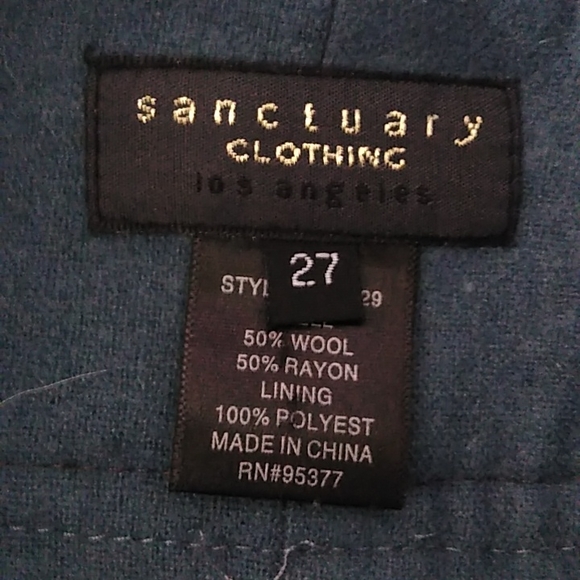 sanctuary
CLOTHING
los angeles
27
STYL 29
50% WOOL
50% RAYON
LINING
100% POLYEST
MADE IN CHINA
RN#95377